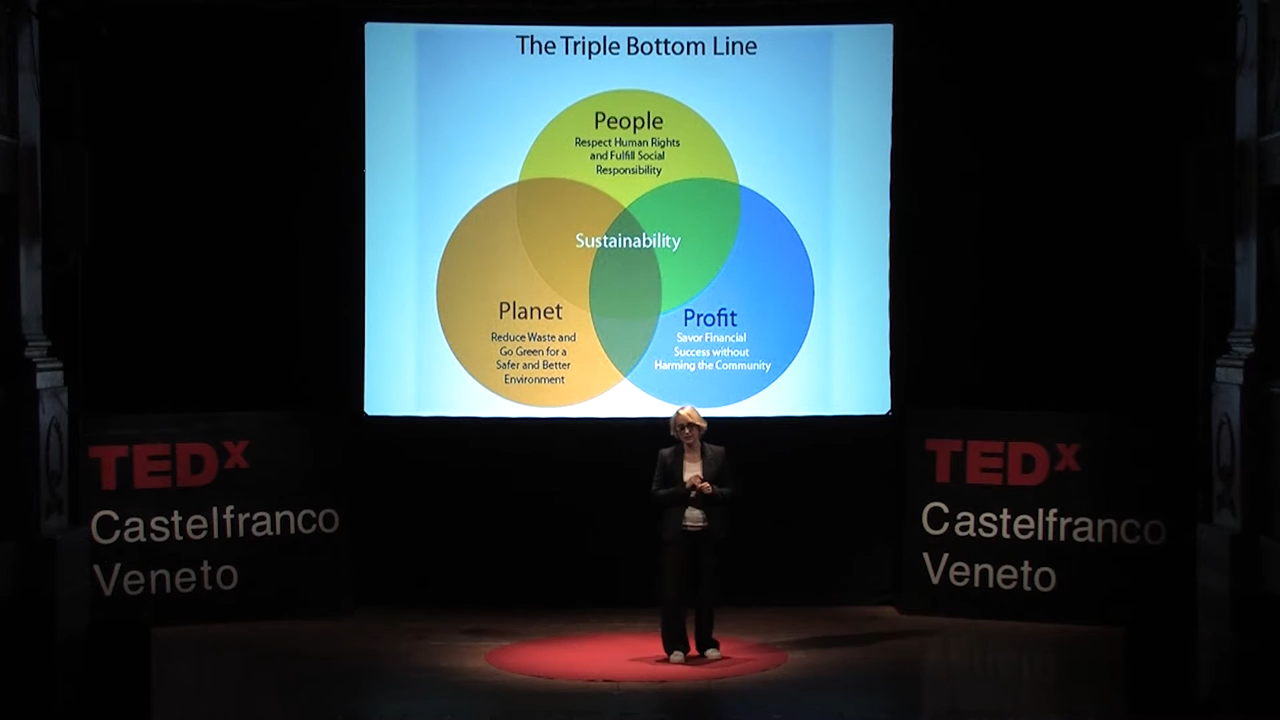 The Triple Bottom Line
People
Respect Human Rights
and Fulfill Social
Responsibility
Sustainability
Planet
Reduce Waste and
Go Green for a
Safer and Better
Environment
Profit
Savor Financial
Success without
Harming the Community
TEDx
Castelfranco
Veneto
TEDx
Castelfranco
Veneto